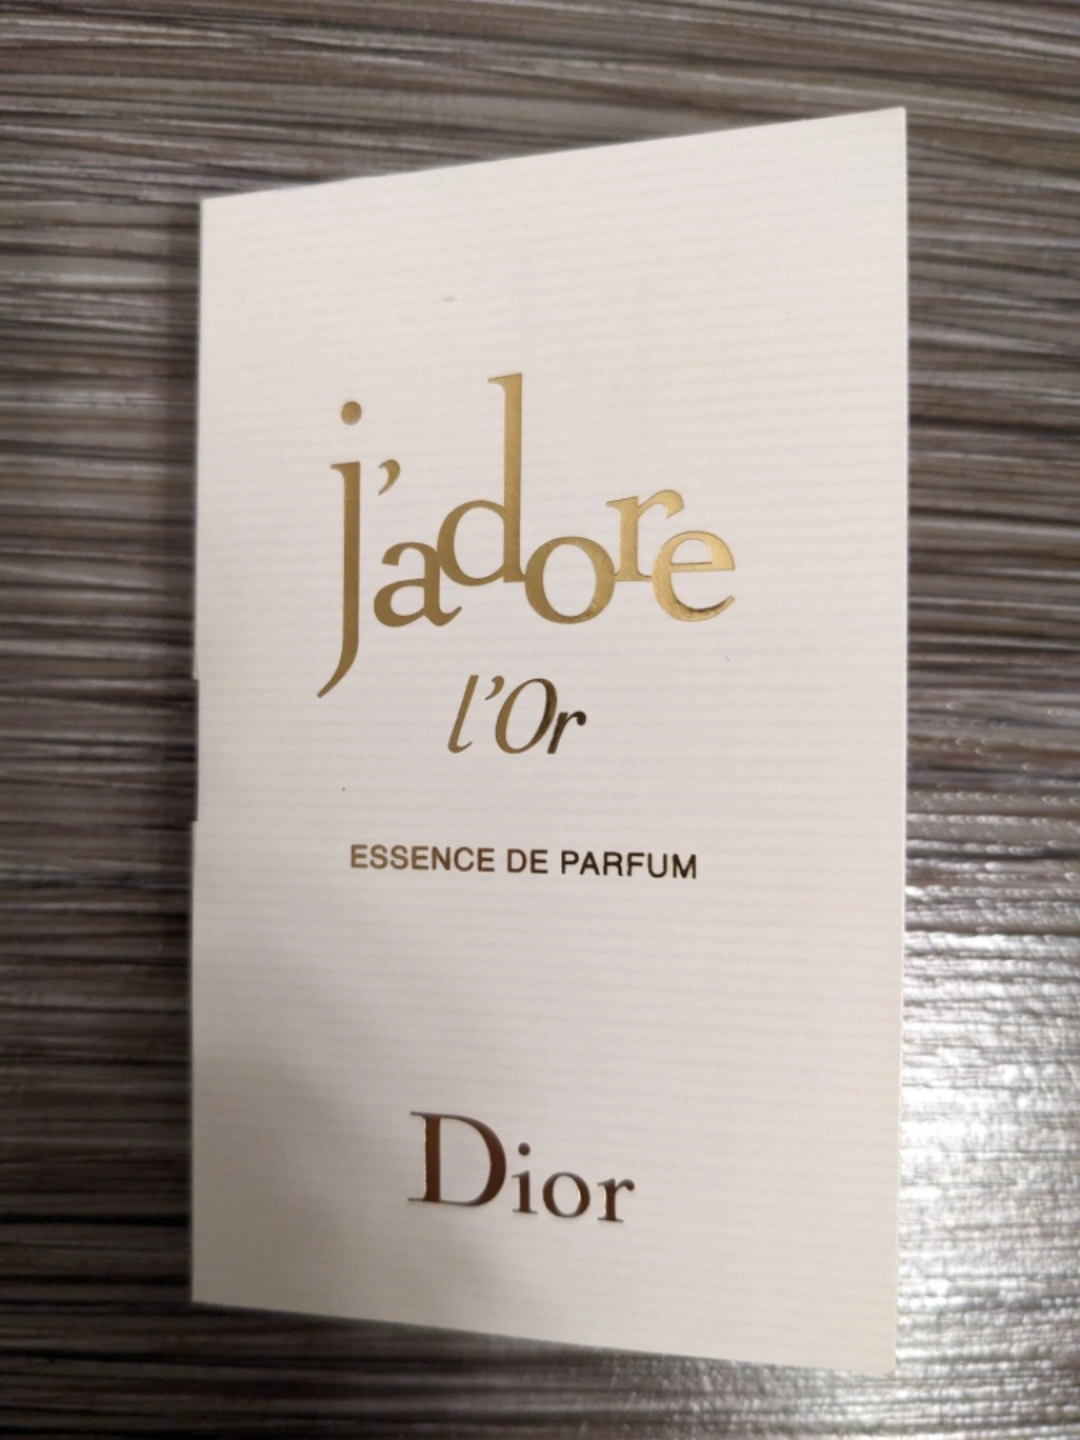 j'adore
l'Or
ESSENCE DE PARFUM
Dior